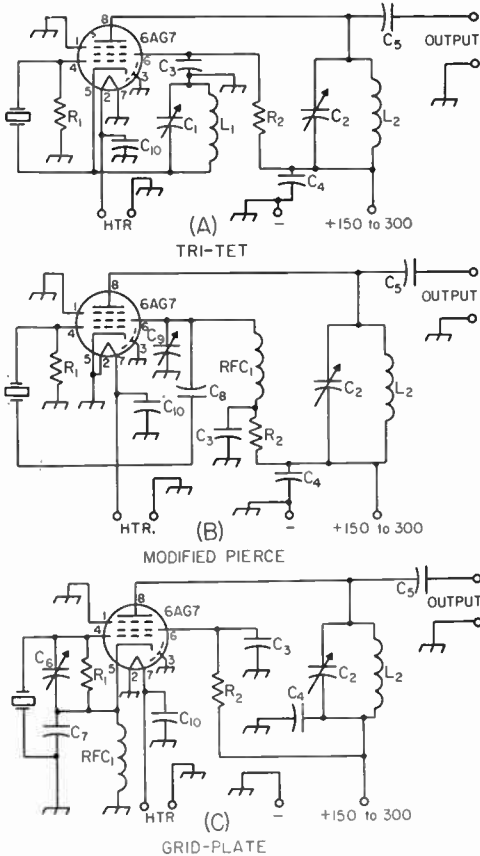 8
6AG7
C5
OUTPUT
1
6
4
3
5
2
7
C3
R1
C10
C1
L1
R2
C2
L2
C4
HTR
-
+150 to 300
(A)
TRI-TET
8
6AG7
C5
OUTPUT
1
6
4
3
5
2
7
C9
R1
C10
C8
RFC1
C3
R2
C2
L2
C4
HTR.
-
+150 to 300
(B)
MODIFIED PIERCE
8
6AG7
C5
OUTPUT
1
6
4
3
5
2
7
C6
R1
C3
R2
C2
L2
C4
C7
C10
RFC1
HTR
-
+150 to 300
(C)
GRID-PLATE